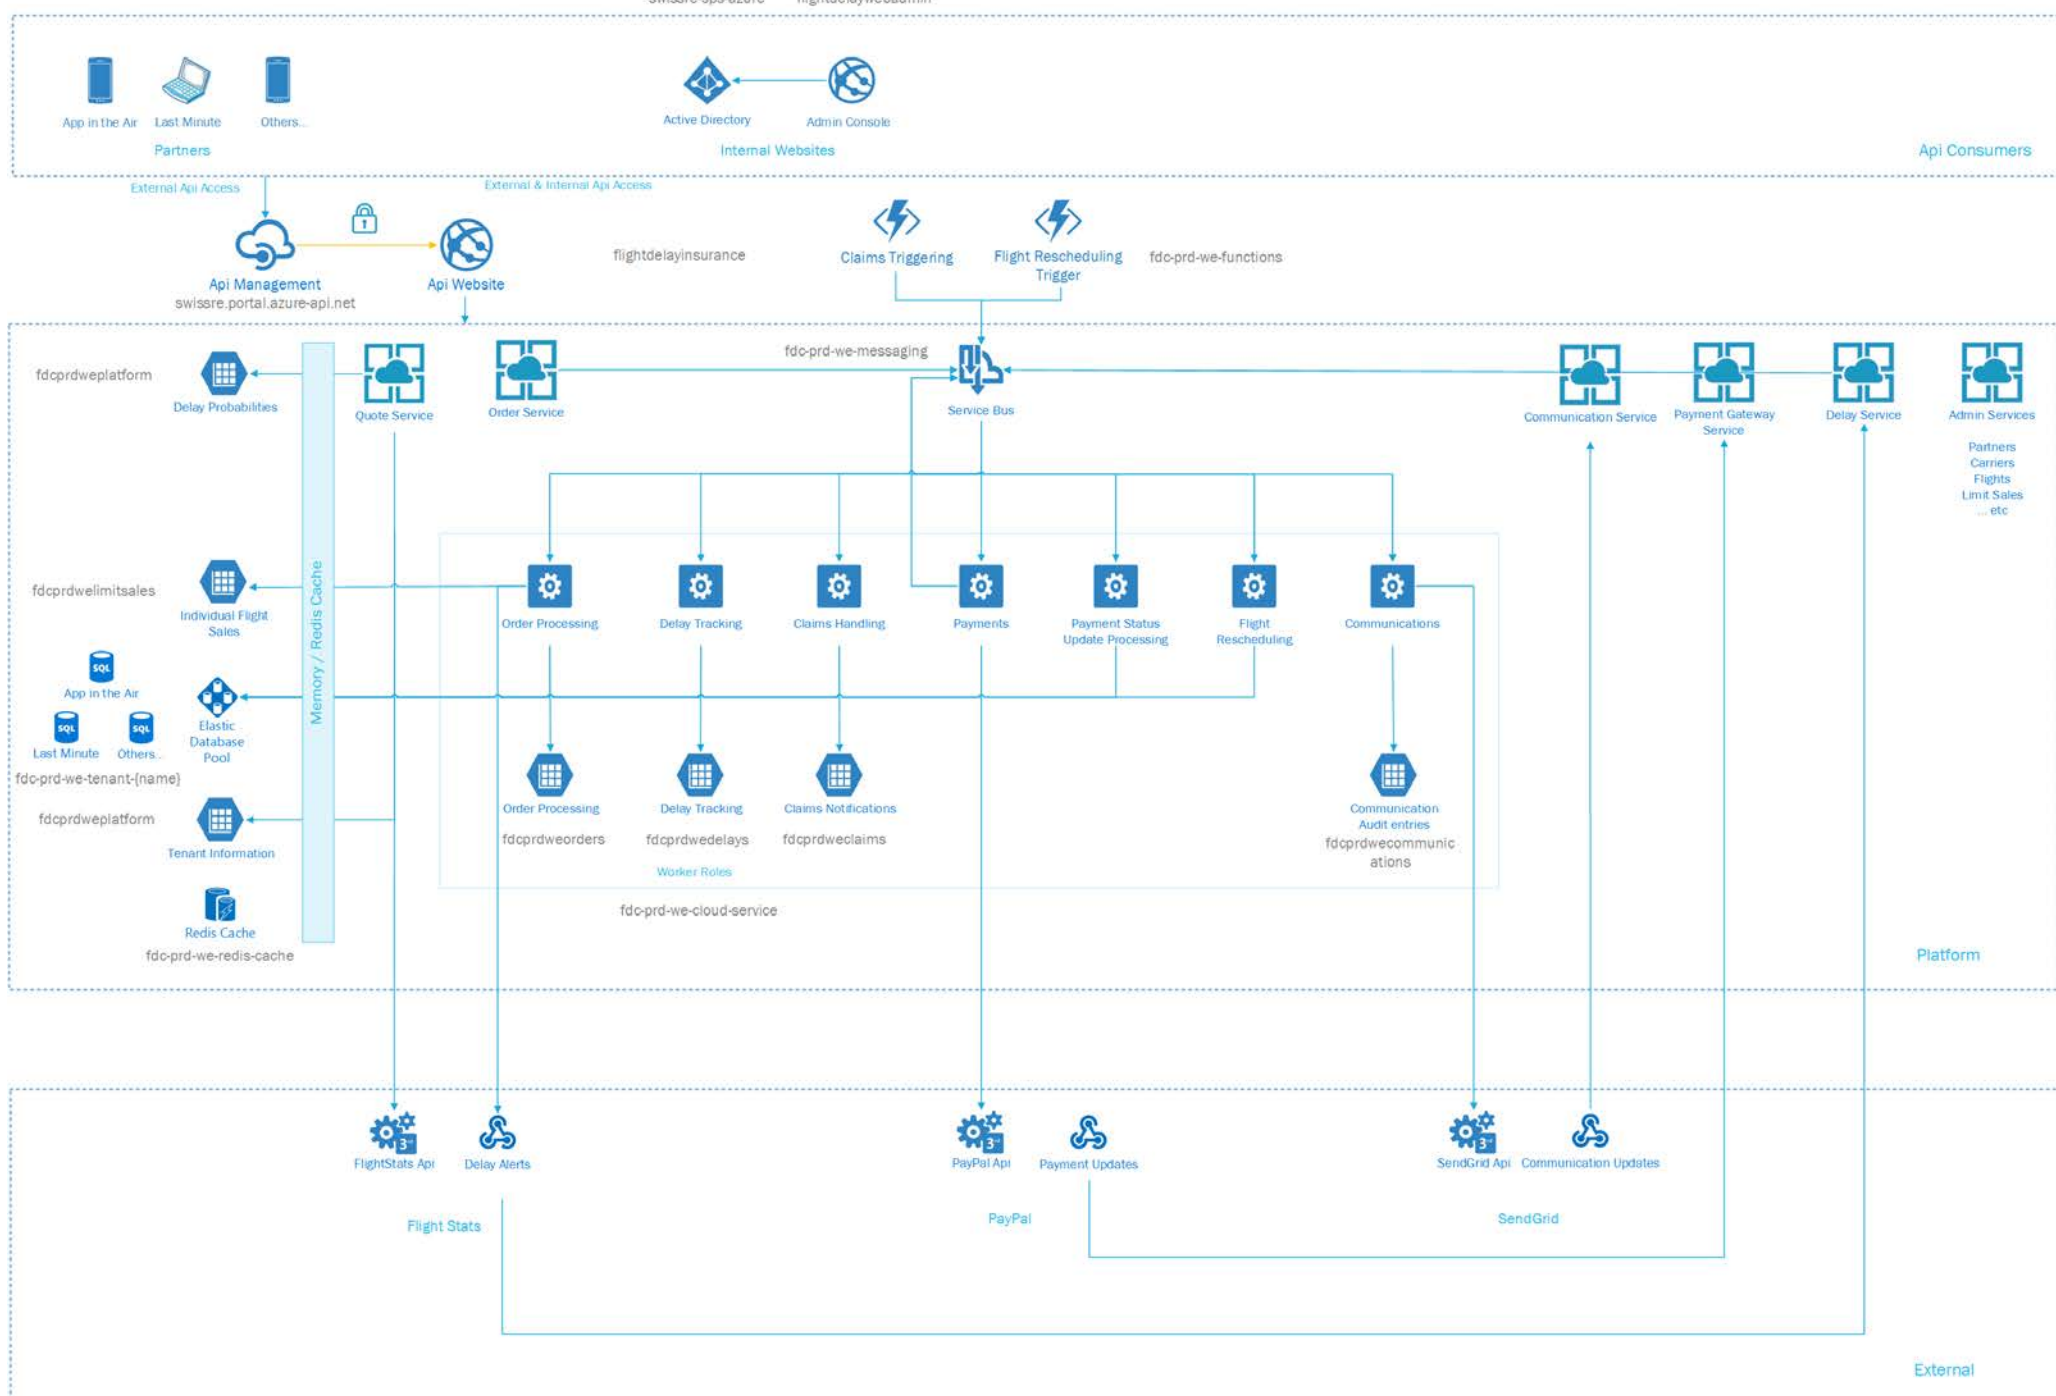 App in the Air
Last Minute
Others...
Active Directory
Admin Console
Partners
Internal Websites
Api Consumers
External Api Access
External & Internal Api Access
Api Management
swissre.portal.azure-api.net
Api Website
flightdelayinsurance
Claims Triggering
Flight Rescheduling
Trigger
fdc-prd-we-functions
fdcprdweplatform
Delay Probabilities
Quote Service
Order Service
fdc-prd-we-messaging
Service Bus
Communication Service
Payment Gateway
Service
Delay Service
Admin Services
Partners
Carriers
Flights
Limit Sales
... etc
Memory / Redis Cache
fdcprdwelimitsales
Individual Flight
Sales
Order Processing
Delay Tracking
Claims Handling
Payments
Payment Status
Update Processing
Flight
Rescheduling
Communications
SQL
App in the Air
SQL
Last Minute
SQL
Others..
Elastic
Database
Pool
fdc-prd-we-tenant-{name}
fdcprdweplatform
Tenant Information
Order Processing
fdcprdweorders
Delay Tracking
fdcprdwedelays
Claims Notifications
fdcprdweclaims
Communication
Audit entries
fdcprdwecommunic
ations
Worker Roles
fdc-prd-we-cloud-service
Redis Cache
fdc-prd-we-redis-cache
Platform
3rd
FlightStats Api
Delay Alerts
3rd
PayPal Api
Payment Updates
3rd
SendGrid Api
Communication Updates
Flight Stats
PayPal
SendGrid
External